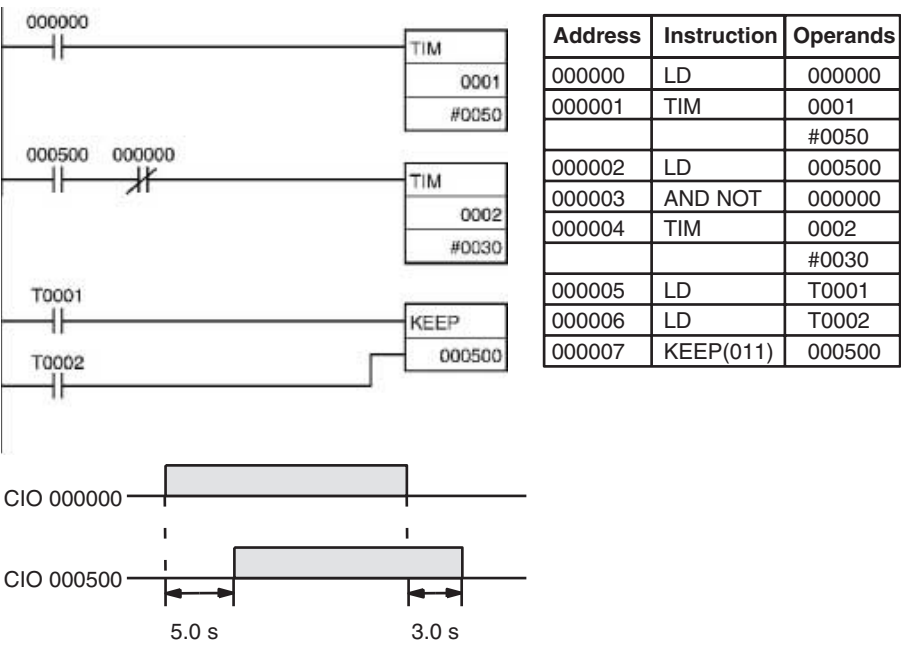 000000
TIM
0001
#0050
000500 000000
TIM
0002
#0030
T0001
KEEP
000500
T0002
Address Instruction Operands
000000 LD 000000
000001 TIM 0001
#0050
000002 LD 000500
000003 AND NOT 000000
000004 TIM 0002
#0030
000005 LD T0001
000006 LD T0002
000007 KEEP(011) 000500
CIO 000000
CIO 000500
5.0 s 3.0 s